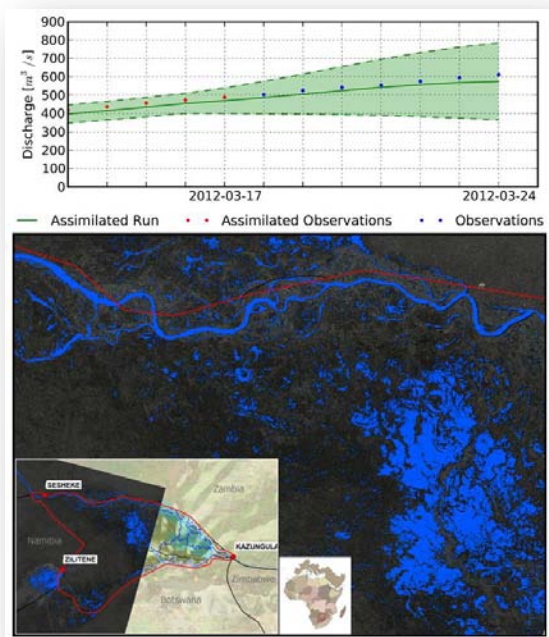 900
800
700
600
500
400
300
200
100
0
Discharge [m³ / s]
2012-03-17
2012-03-24
Assimilated Run
Assimilated Observations
Observations
SESHEKE
Zambia
Namibia
KAZUNGULA
ZILITENE
Zimbabwe
Botswana